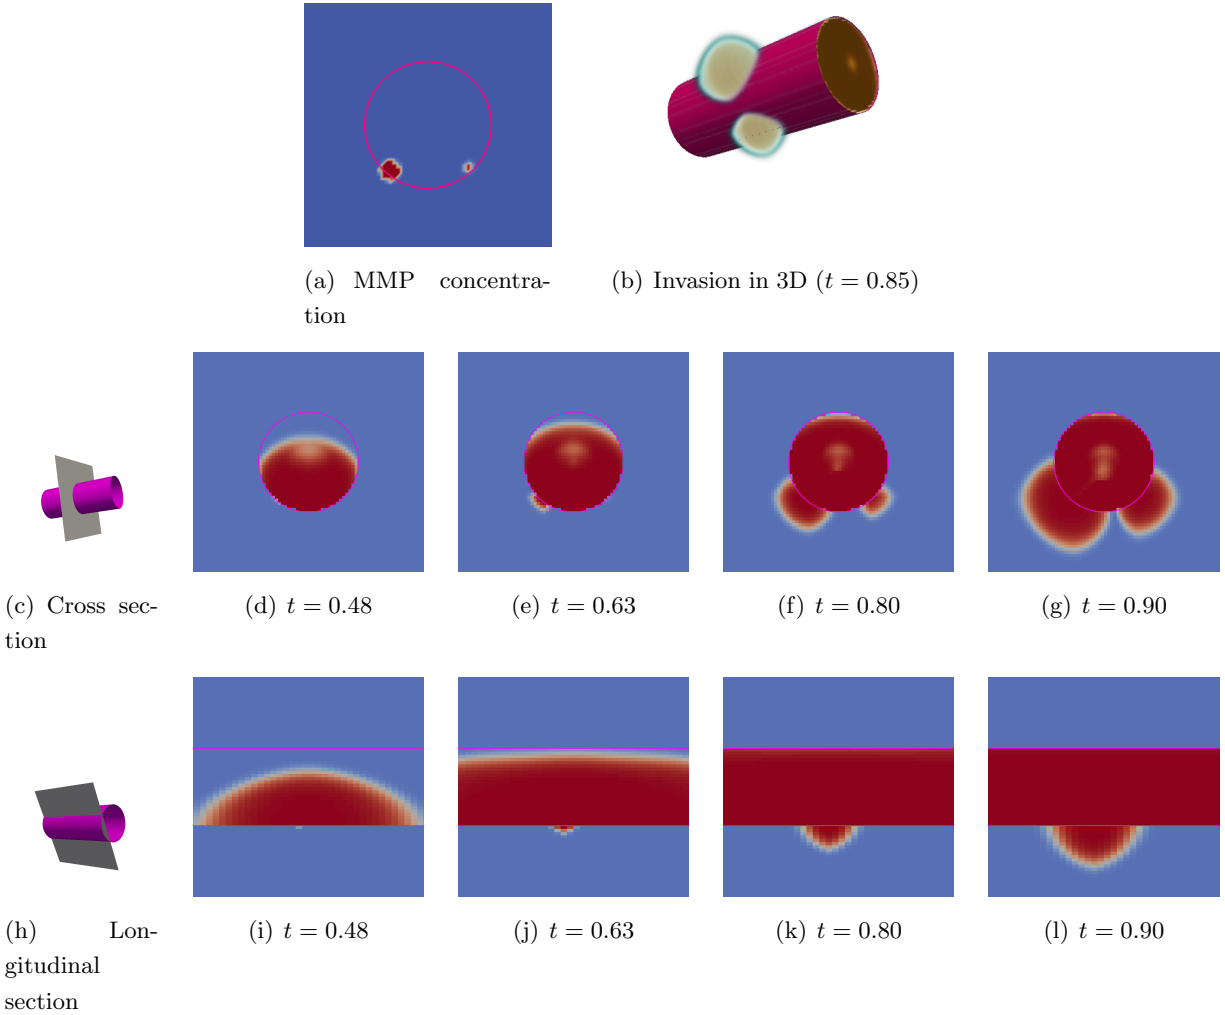 (a) MMP concentra-
tion
(b) Invasion in 3D (t = 0.85)
(c) Cross sec-
tion
(d) t = 0.48
(e) t = 0.63
(f) t = 0.80
(g) t = 0.90
(h) Lon-
gitudinal
section
(i) t = 0.48
(j) t = 0.63
(k) t = 0.80
(l) t = 0.90